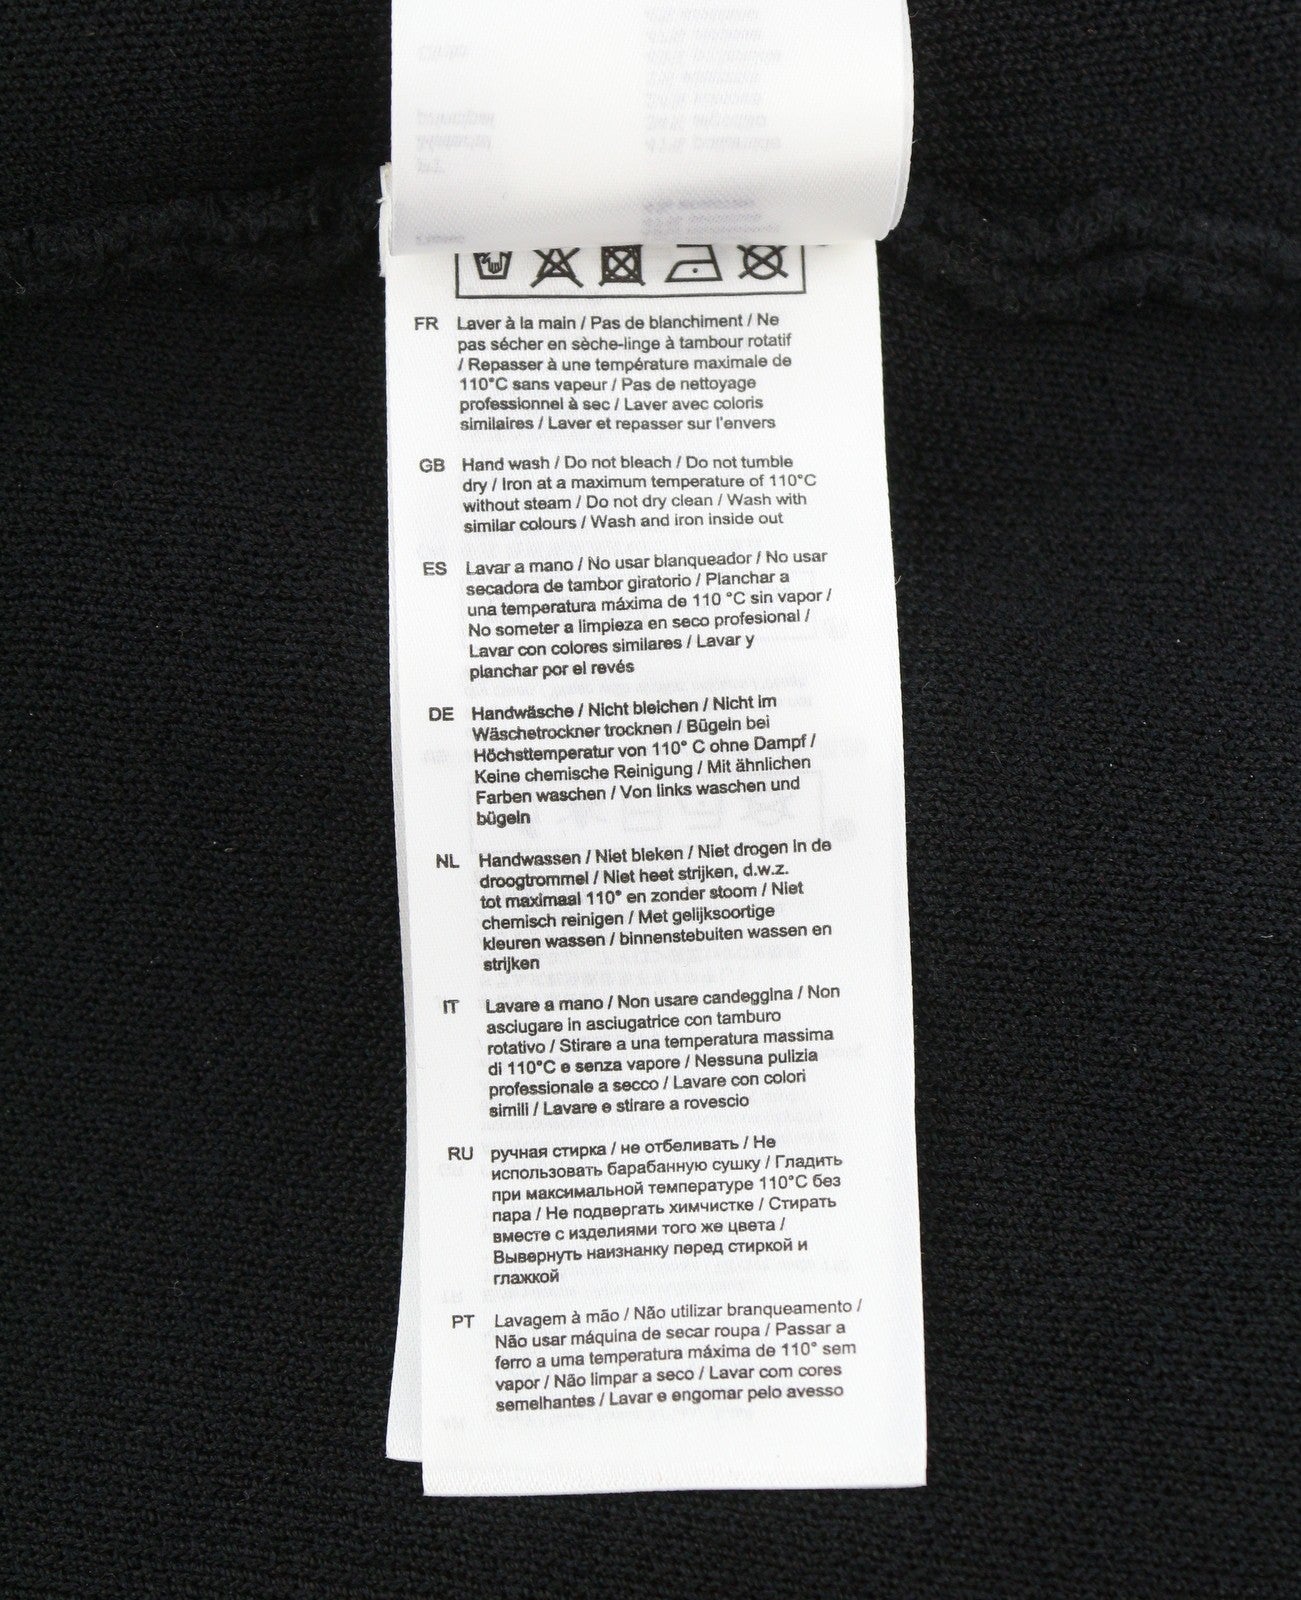 FR Laver à la main / Pas de blanchiment / Ne
pas sécher en sèche-linge à tambour rotatif
/ Repasser à une température maximale de
110°C sans vapeur / Pas de nettoyage
professionnel à sec / Laver avec coloris
similaires / Laver et repasser sur l'envers
GB Hand wash / Do not bleach / Do not tumble
dry / Iron at a maximum temperature of 110°C
without steam / Do not dry clean / Wash with
similar colours / Wash and iron inside out
ES Lavar a mano / No usar blanqueador / No usar
secadora de tambor giratorio / Planchar a
una temperatura máxima de 110 °C sin vapor /
No someter a limpieza en seco profesional /
Lavar con colores similares / Lavar y
planchar por el revés
DE Handwäsche / Nicht bleichen / Nicht im
Wäschetrockner trocknen / Bügeln bei
Höchsttemperatur von 110° C ohne Dampf /
Keine chemische Reinigung / Mit ähnlichen
Farben waschen / Von links waschen und
bügeln
NL Handwassen / Niet bleken / Niet drogen in de
droogtrommel / Niet heet strijken, d.w.z.
tot maximaal 110° en zonder stoom / Niet
chemisch reinigen / Met gelijksoortige
kleuren wassen / binnenstebuiten wassen en
strijken
IT Lavare a mano / Non usare candeggina / Non
asciugare in asciugatrice con tamburo
rotativo / Stirare a una temperatura massima
di 110°C e senza vapore / Nessuna pulizia
professionale a secco / Lavare con colori
simili / Lavare e stirare a rovescio
RU ручная стирка / не отбеливать / Не
использовать барабанную сушку / Гладить
при максимальной температуре 110°C без
пара / Не подвергать химчистке / Стирать
вместе с изделиями того же цвета /
Вывернуть наизнанку перед стиркой и
глажкой
PT Lavagem à mão / Não utilizar branqueamento /
Não usar máquina de secar roupa / Passar a
ferro a uma temperatura máxima de 110° sem
vapor / Não limpar a seco / Lavar com cores
semelhantes / Lavar e engomar pelo avesso